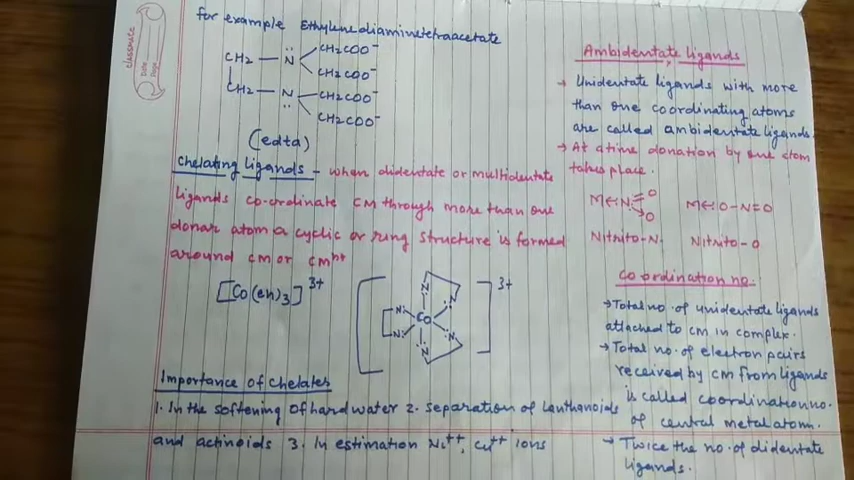 classmate
Date
Page
for example Ethylenediaminetetraacetate
CH2 — N̈ — CH2COO⁻
CH2COO⁻
CH2 — N̈ — CH2COO⁻
CH2COO⁻
(edta)
Chelating Ligands - when didentate or multidentate
ligands co-ordinate CM through more than one
donar atom a cyclic or ring structure is formed
around CM or CMⁿ⁺
[Co(en)3]³⁺
[Co N N N N N N]³⁺
Importance of Chelates
1. In the softening of hard water 2. Separation of Lanthanoids
and actinoids 3. In estimation Ni⁺⁺, Cu⁺⁺ ions
Ambidentate Ligands
→ Unidentate ligands with more
than one coordinating atoms
are called ambidentate ligands.
→ At a time donation by one atom
takes place.
M←:N O O
M←:O-N=O
Nitrito-N
Nitrito-O
Co ordination no.
→ Total no. of unidentate ligands
attached to CM in complex.
→ Total no. of electron pairs
received by CM from ligands
is called coordination no.
of central metal atom.
→ Twice the no. of didentate
ligands.